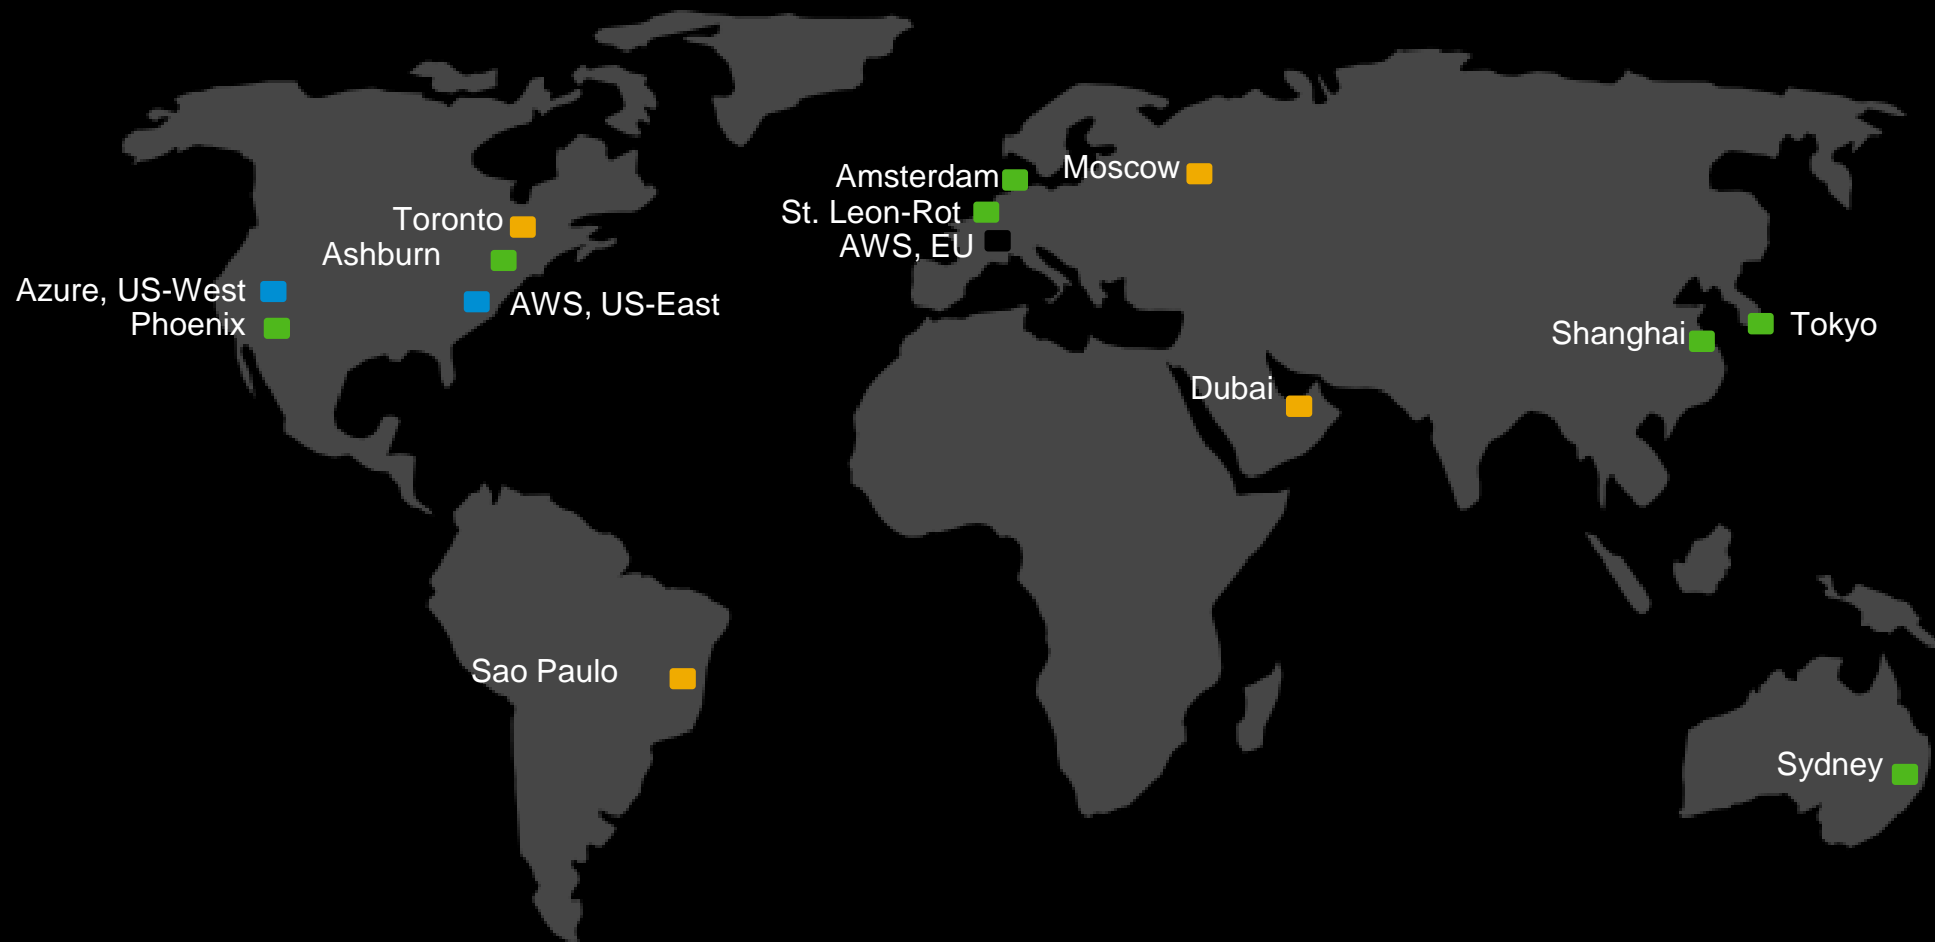 Amsterdam
Moscow
St. Leon-Rot
Toronto
AWS, EU
Ashburn
Azure, US-West
AWS, US-East
Phoenix
Tokyo
Shanghai
Dubai
Sao Paulo
Sydney